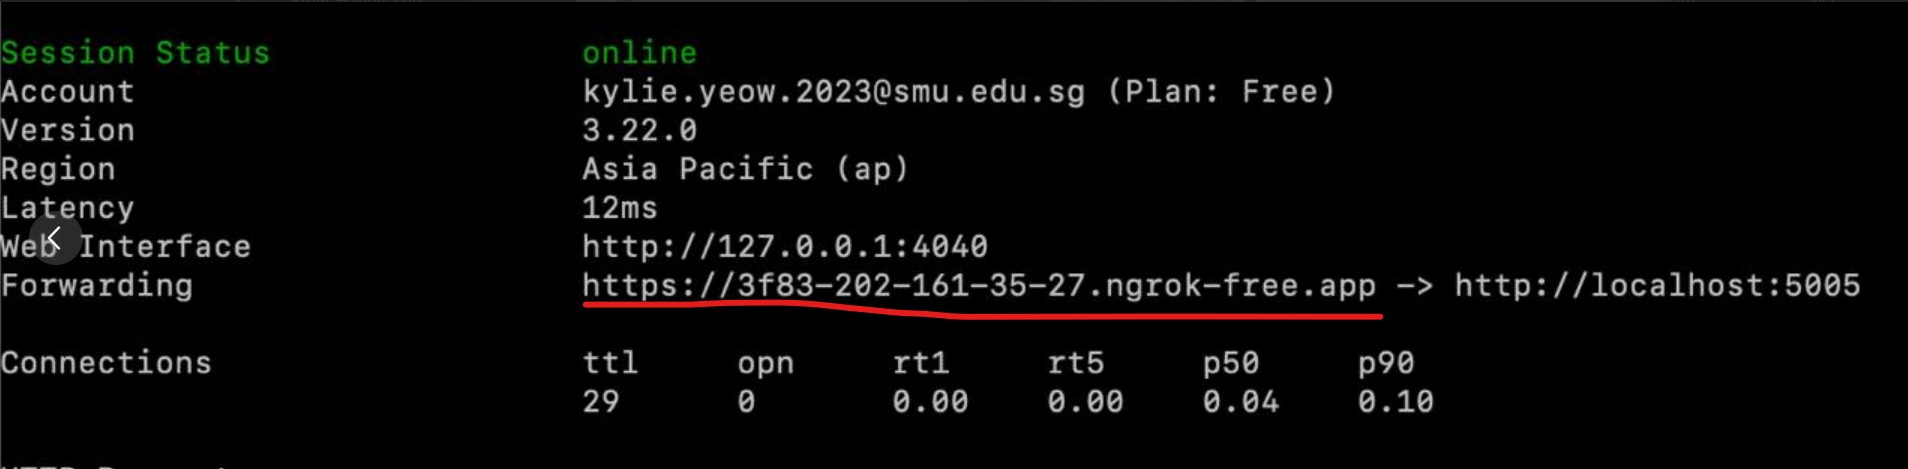 Session Status online
Account kylie.yeow.2023@smu.edu.sg (Plan: Free)
Version 3.22.0
Region Asia Pacific (ap)
Latency 12ms
Web Interface http://127.0.0.1:4040
Forwarding https://3f83-202-161-35-27.ngrok-free.app -> http://localhost:5005
Connections ttl opn rt1 rt5 p50 p90
29 0 0.00 0.00 0.04 0.10